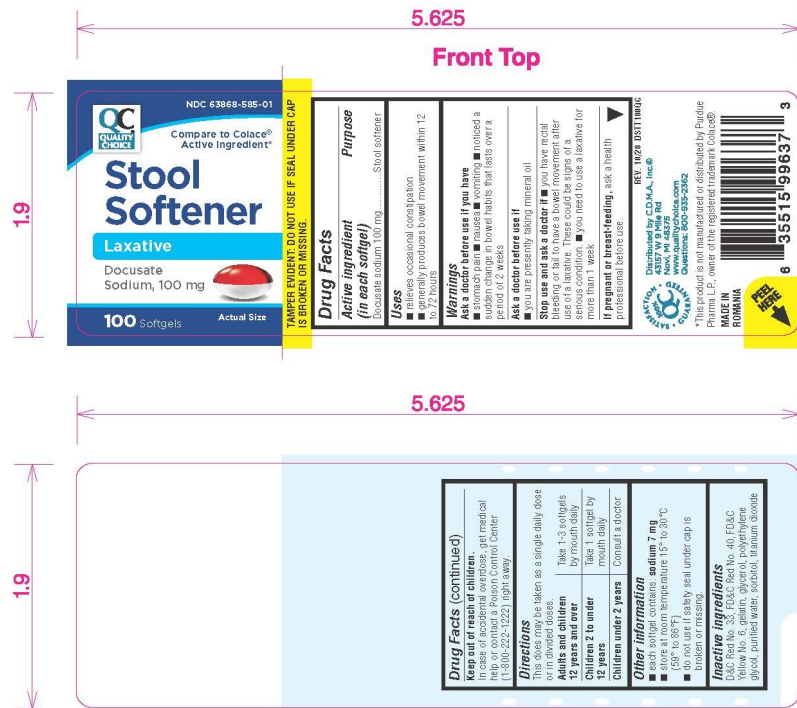 5.625
Front Top
1.9
NDC 63868-585-01
QC
QUALITY
CHOICE
Compare to Colace®
Active Ingredient*
Stool
Softener
Laxative
Docusate
Sodium, 100 mg
100 Softgels
Actual Size
TAMPER EVIDENT: DO NOT USE IF SEAL UNDER CAP
IS BROKEN OR MISSING.
Drug Facts
Active ingredient Purpose
(in each softgel)
Docusate sodium 100 mg ............ Stool softener
Uses
■ relieves occasional constipation
■ generally produces bowel movement within 12
to 72 hours
Warnings
Ask a doctor before use if you have
■ stomach pain ■ nausea ■ vomiting ■ noticed a
sudden change in bowel habits that lasts over a
period of 2 weeks
Ask a doctor before use if
■ you are presently taking mineral oil
Stop use and ask a doctor if ■ you have rectal
bleeding or fail to have a bowel movement after
use of a laxative. These could be signs of a
serious condition. ■ you need to use a laxative for
more than 1 week
If pregnant or breast-feeding, ask a health
professional before use.
REV. 10/20 DSTT100QC
Distributed by C.D.M.A., Inc.©
43157 W 9 Mile Rd
Novi, MI 48375
www.qualitychoice.com
Questions: 800-935-2362
SATISFACTION
QC
*This product is not manufactured or distributed by Purdue
Pharma L.P., owner of the registered trademark Colace®.
MADE IN
ROMANIA
6 35515 99637 3
PEEL
HERE
5.625
1.9
Drug Facts (continued)
Keep out of reach of children.
In case of accidental overdose, get medical
help or contact a Poison Control Center
(1-800-222-1222) right away.
Directions
This does may be taken as a single daily dose
or in divided doses.
Adults and children Take 1-3 softgels
12 years and over by mouth daily
Children 2 to under Take 1 softgel by
12 years mouth daily
Children under 2 years Consult a doctor
Other information
■ each softgel contains: sodium 7 mg
■ store at room temperature 15° to 30°C
(59° to 86°F)
■ do not use if safety seal under cap is
broken or missing.
Inactive ingredients
D&C Red No. 33, FD&C Red No. 40, FD&C
Yellow No. 6, gelatin, glycerol, polyethylene
glycol, purified water, sorbitol, titanium dioxide